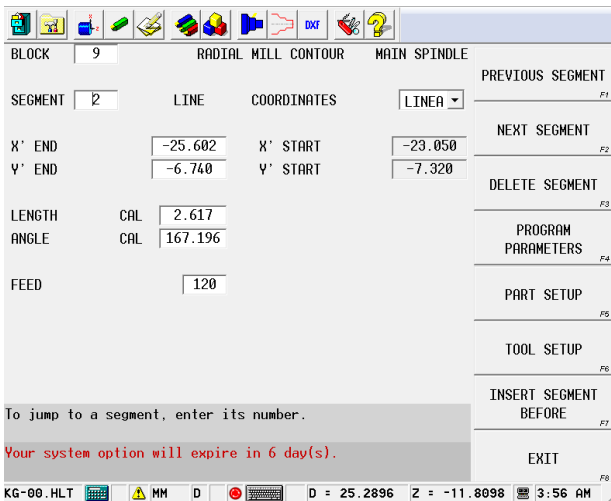 DXF
BLOCK 9 RADIAL MILL CONTOUR MAIN SPINDLE
SEGMENT 2 LINE COORDINATES LINEA
X' END -25.602 X' START -23.050
Y' END -6.740 Y' START -7.320
LENGTH CAL 2.617
ANGLE CAL 167.196
FEED 120
To jump to a segment, enter its number.
Your system option will expire in 6 day(s).
PREVIOUS SEGMENT
F1
NEXT SEGMENT
F2
DELETE SEGMENT
F3
PROGRAM
PARAMETERS
F4
PART SETUP
F5
TOOL SETUP
F6
INSERT SEGMENT
BEFORE
F7
EXIT
F8
KG-00.HLT MM D D = 25.2896 Z = -11.8098 3:56 AM